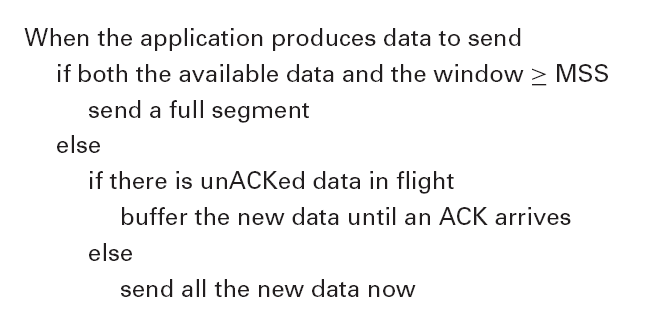 When the application produces data to send
if both the available data and the window ≥ MSS
send a full segment
else
if there is unACKed data in flight
buffer the new data until an ACK arrives
else
send all the new data now